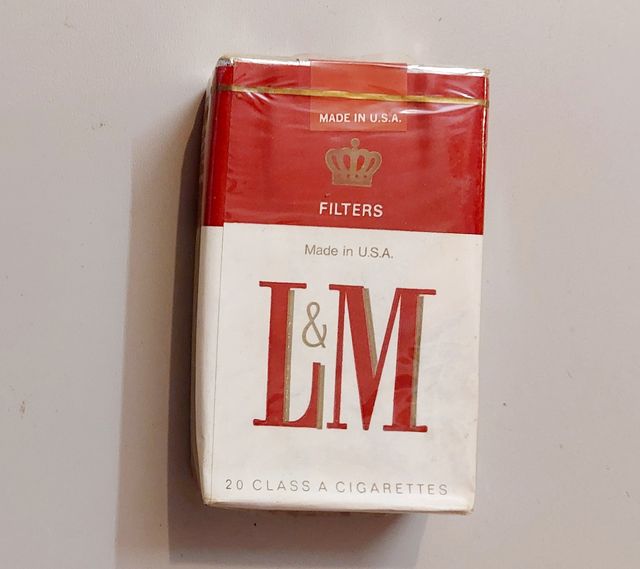 MADE IN U.S.A.
FILTERS
Made in U.S.A.
L&M
20 CLASS A CIGARETTES